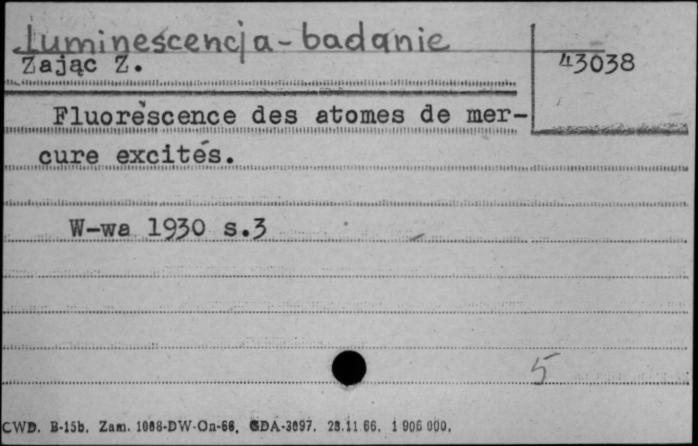 Luminescencja - badanie
Zając Z.
43038
Fluorèscence des atomes de mer-
cure excités.
W-wa 1930 s.3
5
CWD. B-15b. Zam. 1068-DW-On-66, GDA-3697. 28.11 66. 1 906 000.